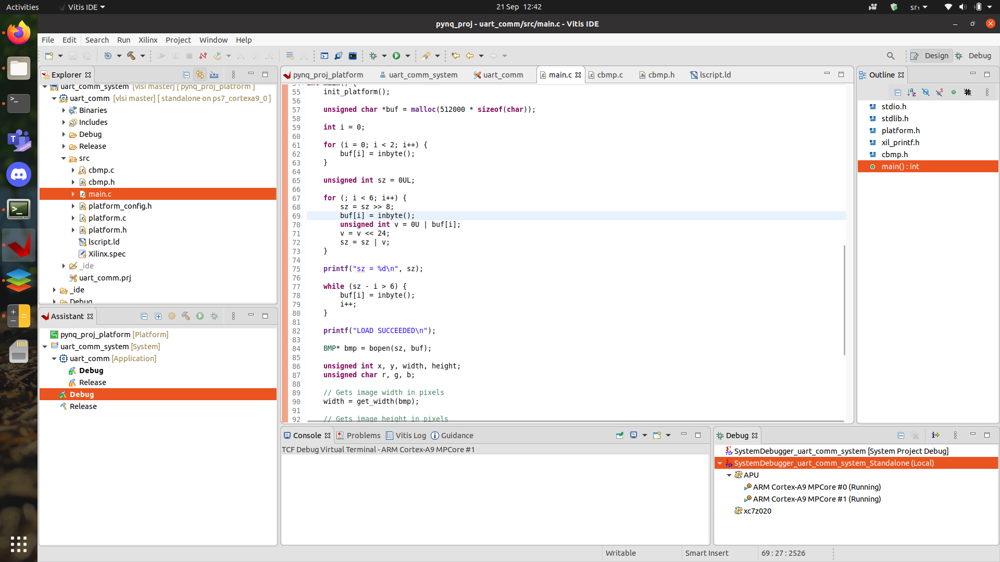 Activities
Vitis IDE
21 Sep 12:42
sr₁
pynq_proj - uart_comm/src/main.c - Vitis IDE
File Edit Search Run Xilinx Project Window Help
Design
Debug
Explorer
uart_comm_system [vlsi master] [ pynq_proj_platform ]
uart_comm [vlsi master] [ standalone on ps7_cortexa9_0 ]
Binaries
Includes
Debug
Release
src
cbmp.c
cbmp.h
main.c
platform_config.h
platform.c
platform.h
lscript.ld
Xilinx.spec
_ide
uart_comm.prj
_ide
Debug
Assistant
pynq_proj_platform [Platform]
uart_comm_system [System]
uart_comm [Application]
Debug
Release
Debug
Release
pynq_proj_platform uart_comm_system uart_comm main.c cbmp.c cbmp.h lscript.ld
54 int main() {
55 init_platform();
56
57 unsigned char *buf = malloc(512000 * sizeof(char));
58
59 int i = 0;
60
61 for (i = 0; i < 2; i++) {
62 buf[i] = inbyte();
63 }
64
65 unsigned int sz = 0UL;
66
67 for (; i < 6; i++) {
68 sz = sz >> 8;
69 buf[i] = inbyte();
70 unsigned int v = 0U | buf[i];
71 v = v << 24;
72 sz = sz | v;
73 }
74
75 printf("sz = %d\n", sz);
76
77 while (sz - i > 6) {
78 buf[i] = inbyte();
79 i++;
80 }
81
82 printf("LOAD SUCCEEDED\n");
83
84 BMP* bmp = bopen(sz, buf);
85
86 unsigned int x, y, width, height;
87 unsigned char r, g, b;
88
89 // Gets image width in pixels
90 width = get_width(bmp);
91
92 // Gets image height in pixels
Outline
stdio.h
stdlib.h
platform.h
xil_printf.h
cbmp.h
main() : int
Console Problems Vitis Log Guidance
TCF Debug Virtual Terminal - ARM Cortex-A9 MPCore #1
Debug
SystemDebugger_uart_comm_system [System Project Debug]
SystemDebugger_uart_comm_system_Standalone (Local)
APU
ARM Cortex-A9 MPCore #0 (Running)
ARM Cortex-A9 MPCore #1 (Running)
xc7z020
Writable
Smart Insert
69 : 27 : 2526